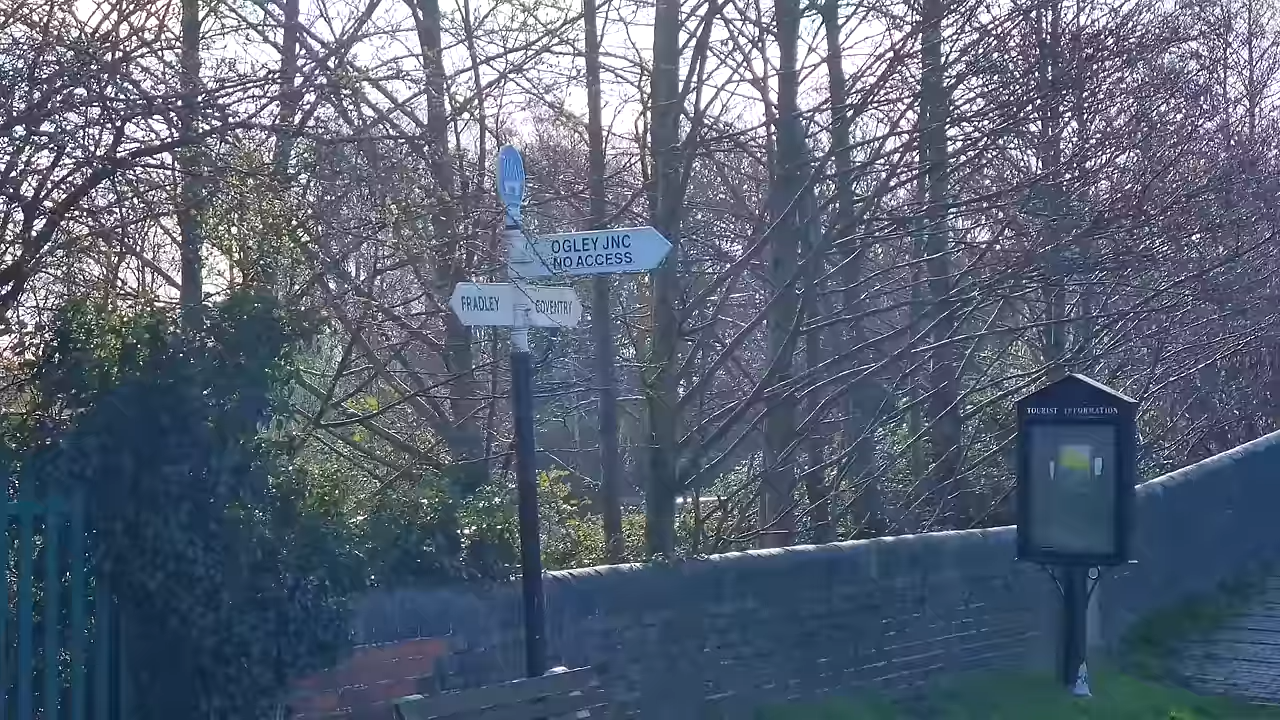 OGLEY JNC
NO ACCESS
FRADLEY
COVENTRY
TOURIST INFORMATION